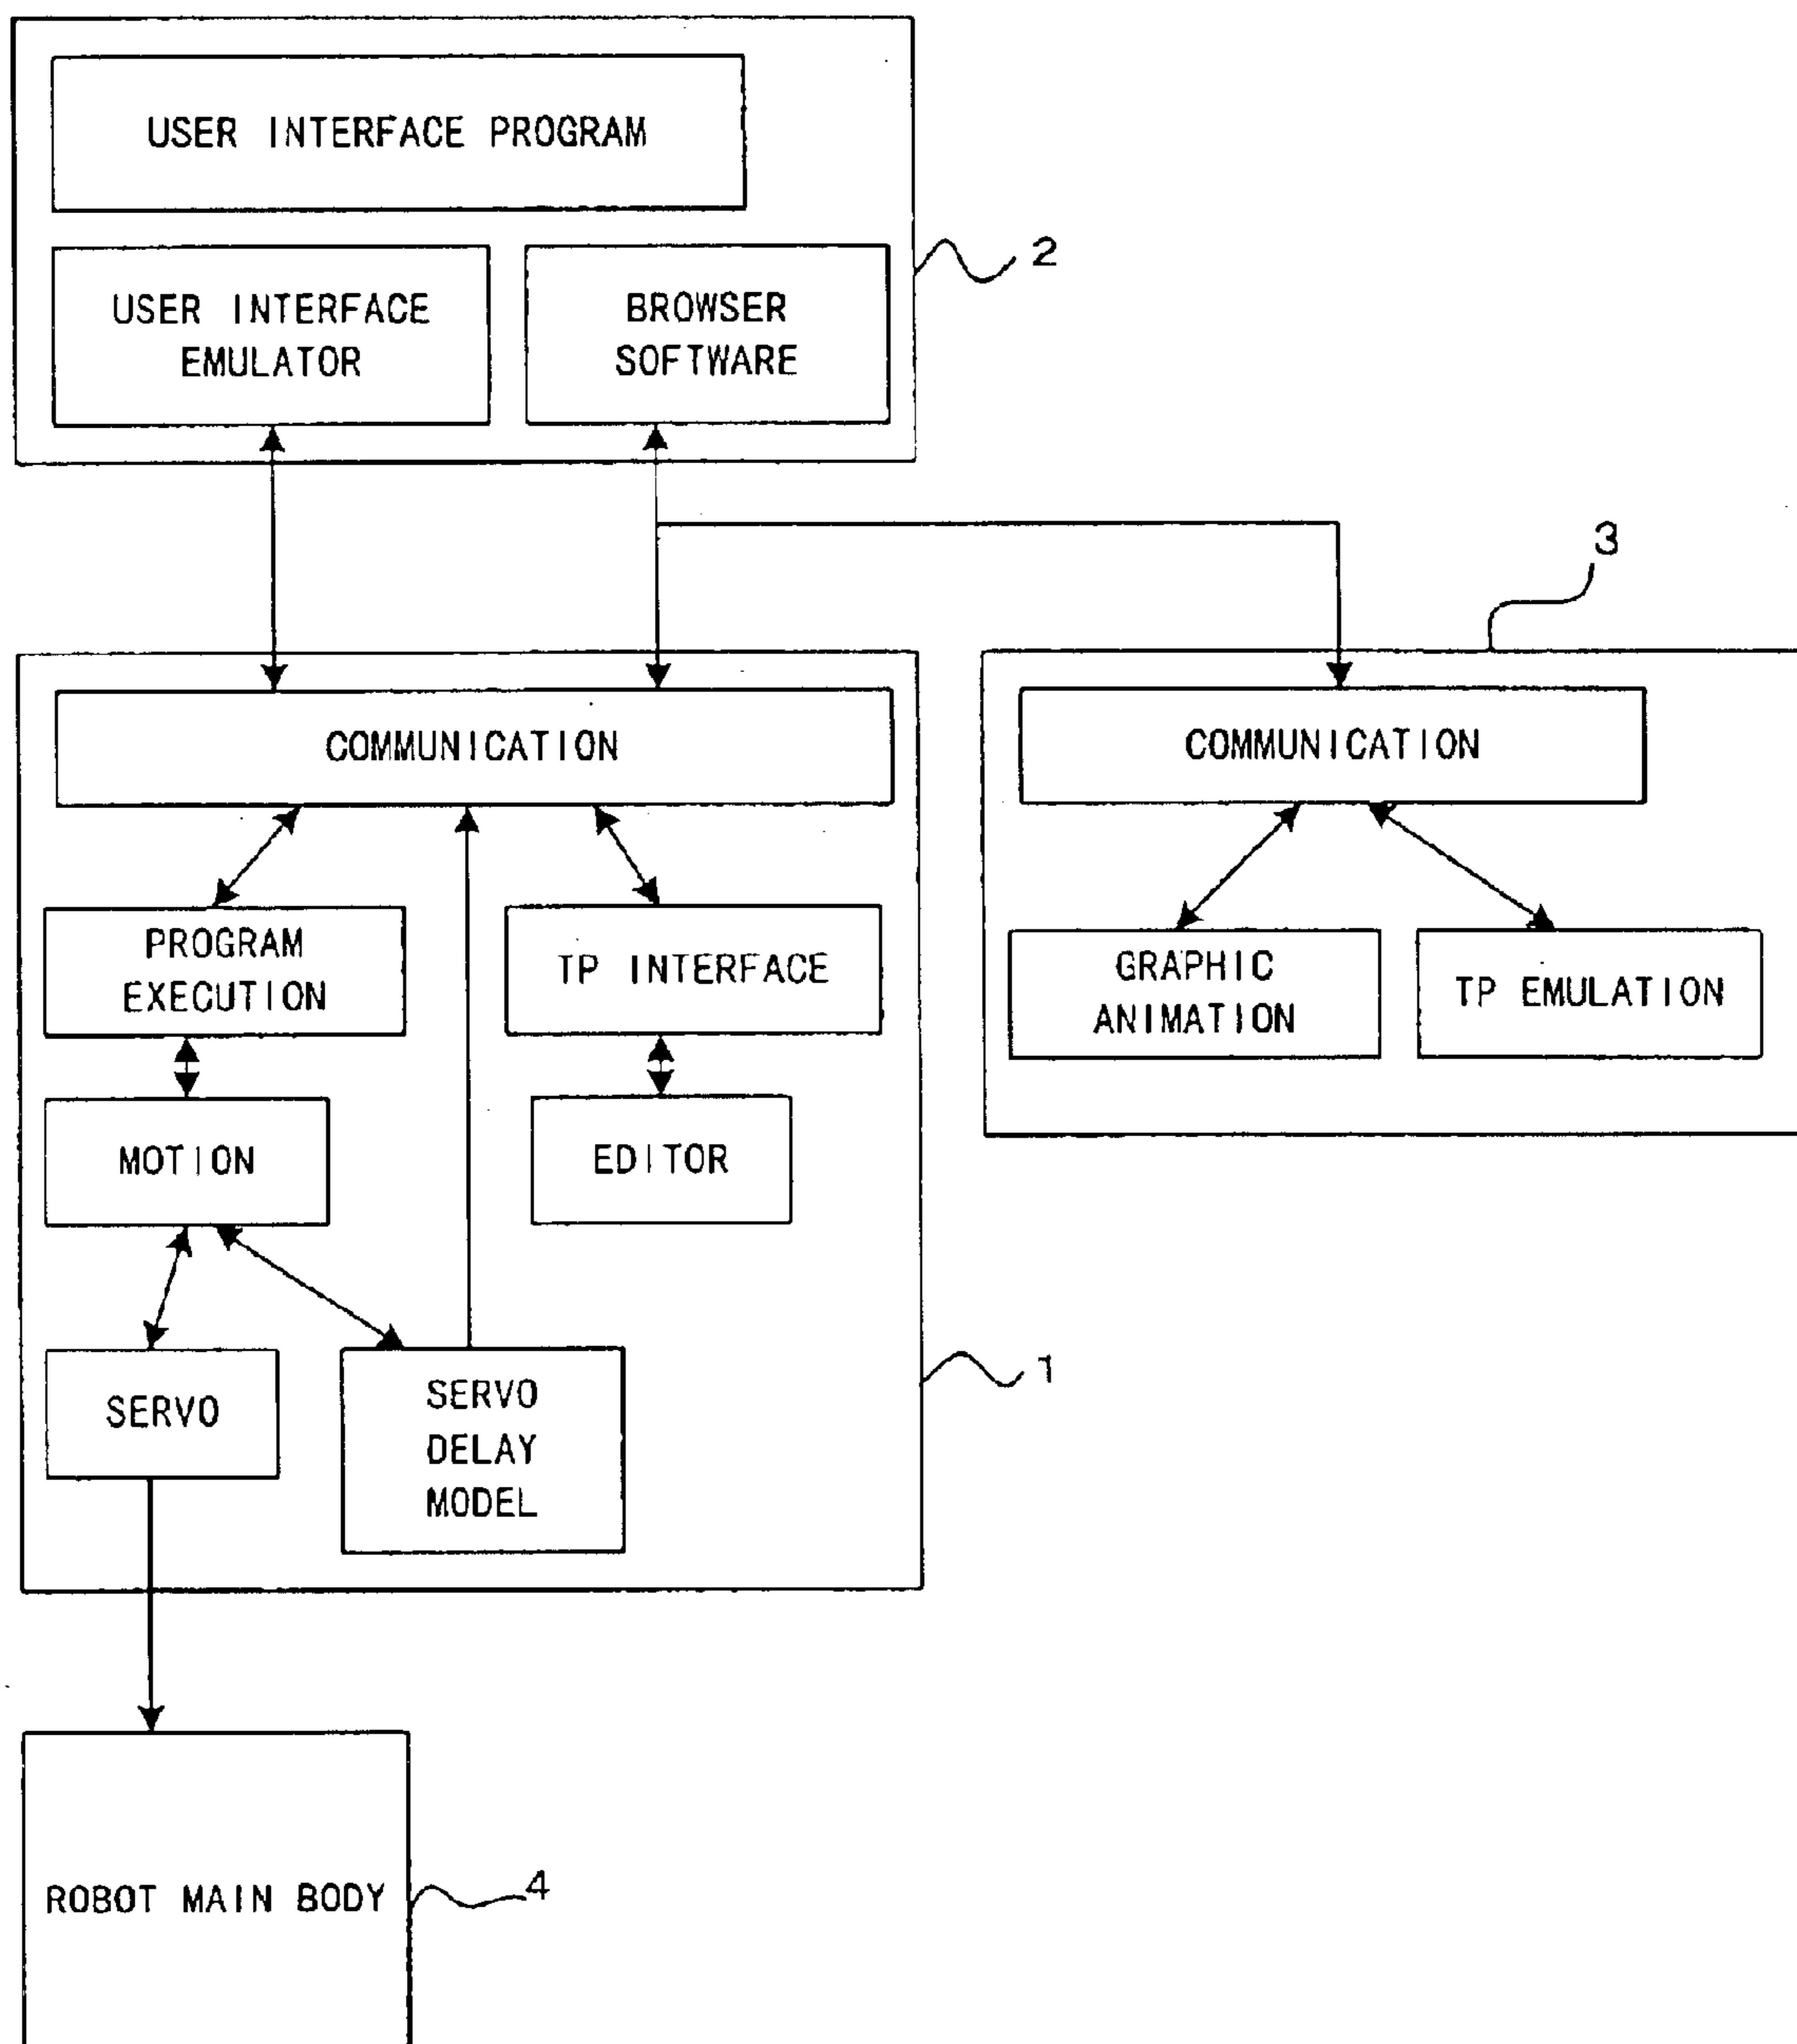 USER INTERFACE PROGRAM
USER INTERFACE
EMULATOR
BROWSER
SOFTWARE
2
3
COMMUNICATION
COMMUNICATION
PROGRAM
EXECUTION
TP INTERFACE
GRAPHIC
ANIMATION
TP EMULATION
MOTION
EDITOR
SERVO
SERVO
DELAY
MODEL
1
ROBOT MAIN BODY
4